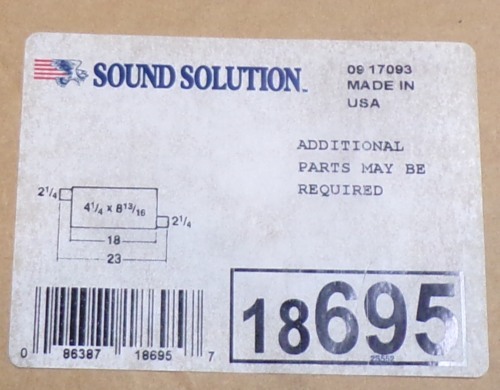 SOUND SOLUTION™
09 17093
MADE IN
USA
ADDITIONAL
PARTS MAY BE
REQUIRED
2 1/4
4 1/4 x 8 13/16
2 1/4
18
23
18695
0 86387 18695 7